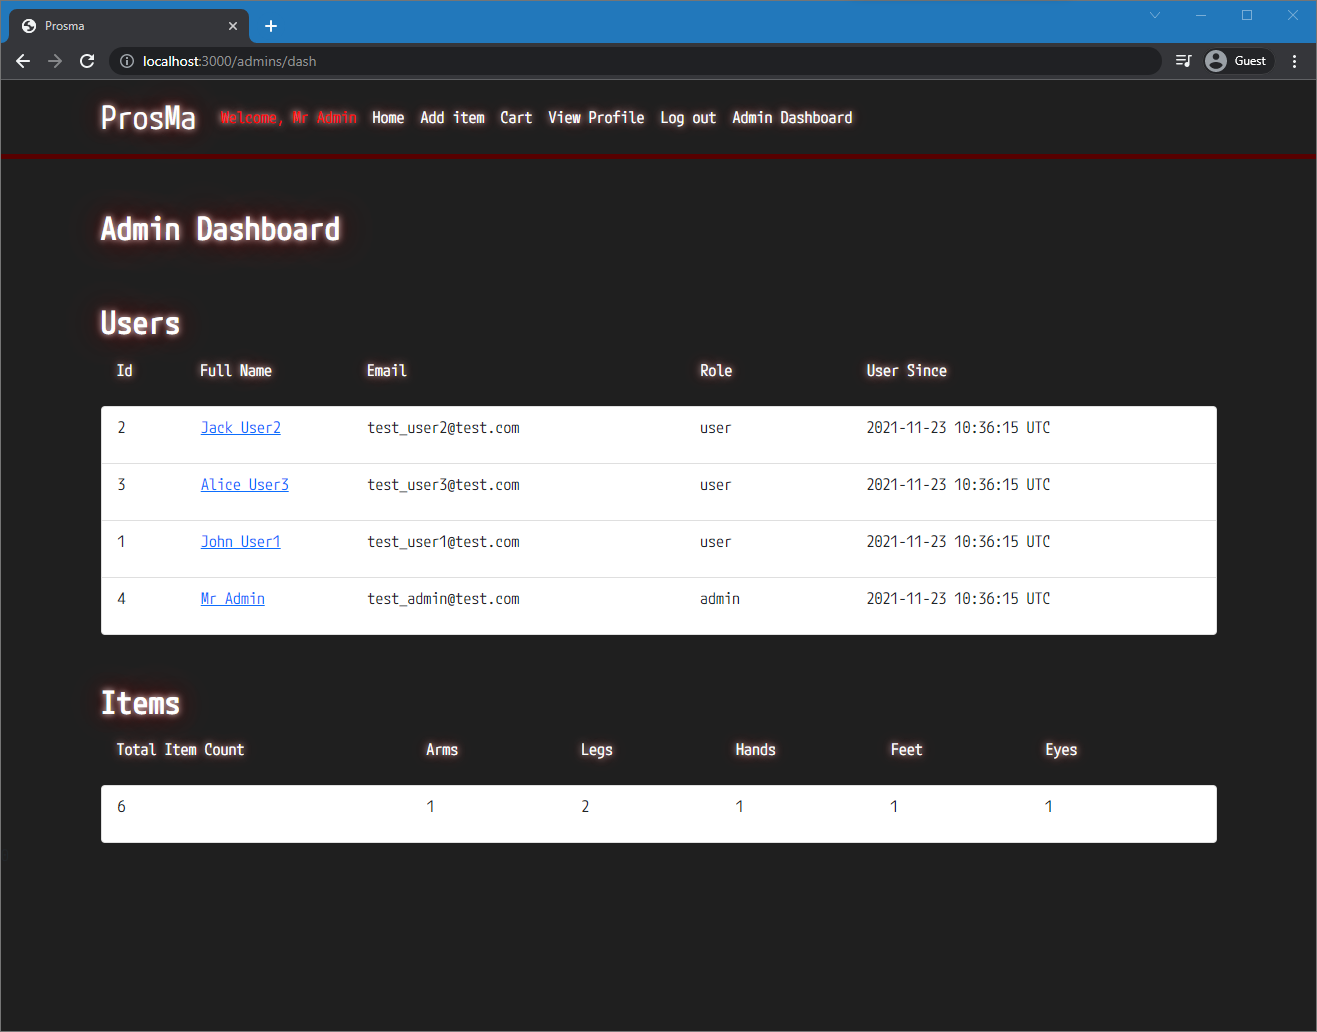 Prosma
localhost:3000/admins/dash
Guest
ProsMa Welcome, Mr Admin Home Add item Cart View Profile Log out Admin Dashboard
Admin Dashboard
Users
Id Full Name Email Role User Since
2 Jack User2 test_user2@test.com user 2021-11-23 10:36:15 UTC
3 Alice User3 test_user3@test.com user 2021-11-23 10:36:15 UTC
1 John User1 test_user1@test.com user 2021-11-23 10:36:15 UTC
4 Mr Admin test_admin@test.com admin 2021-11-23 10:36:15 UTC
Items
Total Item Count Arms Legs Hands Feet Eyes
6 1 2 1 1 1